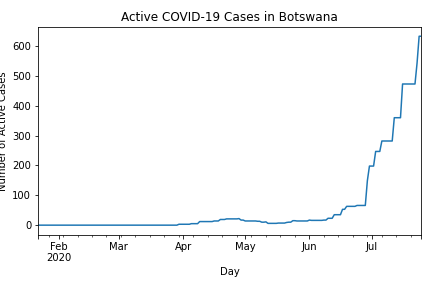 Active COVID-19 Cases in Botswana
Number of Active Cases
600
500
400
300
200
100
0
Feb Mar Apr May Jun Jul
2020
Day